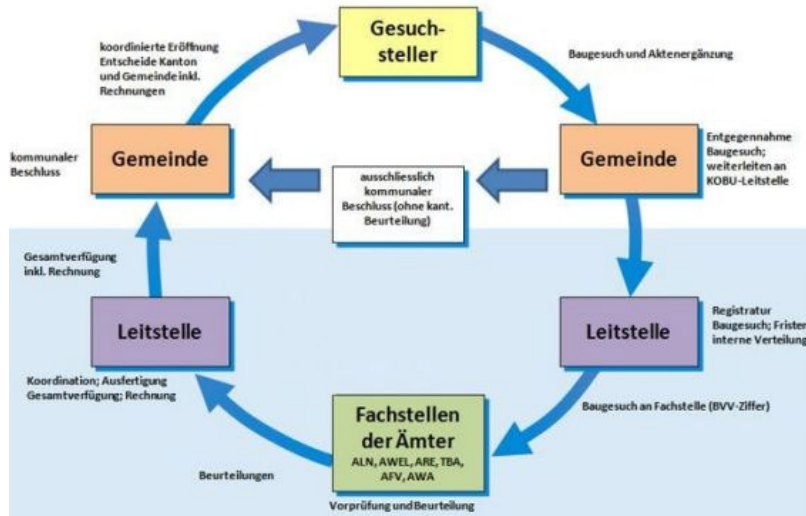 Gesuch-
steller
koordinierte Eröffnung
Entscheide Kanton
und Gemeinde inkl.
Rechnungen
Baugesuch und Aktenergänzung
kommunaler
Beschluss
Gemeinde
ausschliesslich
kommunaler
Beschluss (ohne kant.
Beurteilung)
Gemeinde
Entgegennahme
Baugesuch;
weiterleiten an
KOBU-Leitstelle
Gesamtverfügung
inkl. Rechnung
Leitstelle
Leitstelle
Registratur
Baugesuch; Fristen
interne Verteilung
Koordination; Ausfertigung
Gesamtverfügung; Rechnung
Baugesuch an Fachstelle (BVV-Ziffer)
Fachstellen
der Ämter
ALN, AWEL, ARE, TBA,
AFV, AWA
Beurteilungen
Vorprüfung und Beurteilung